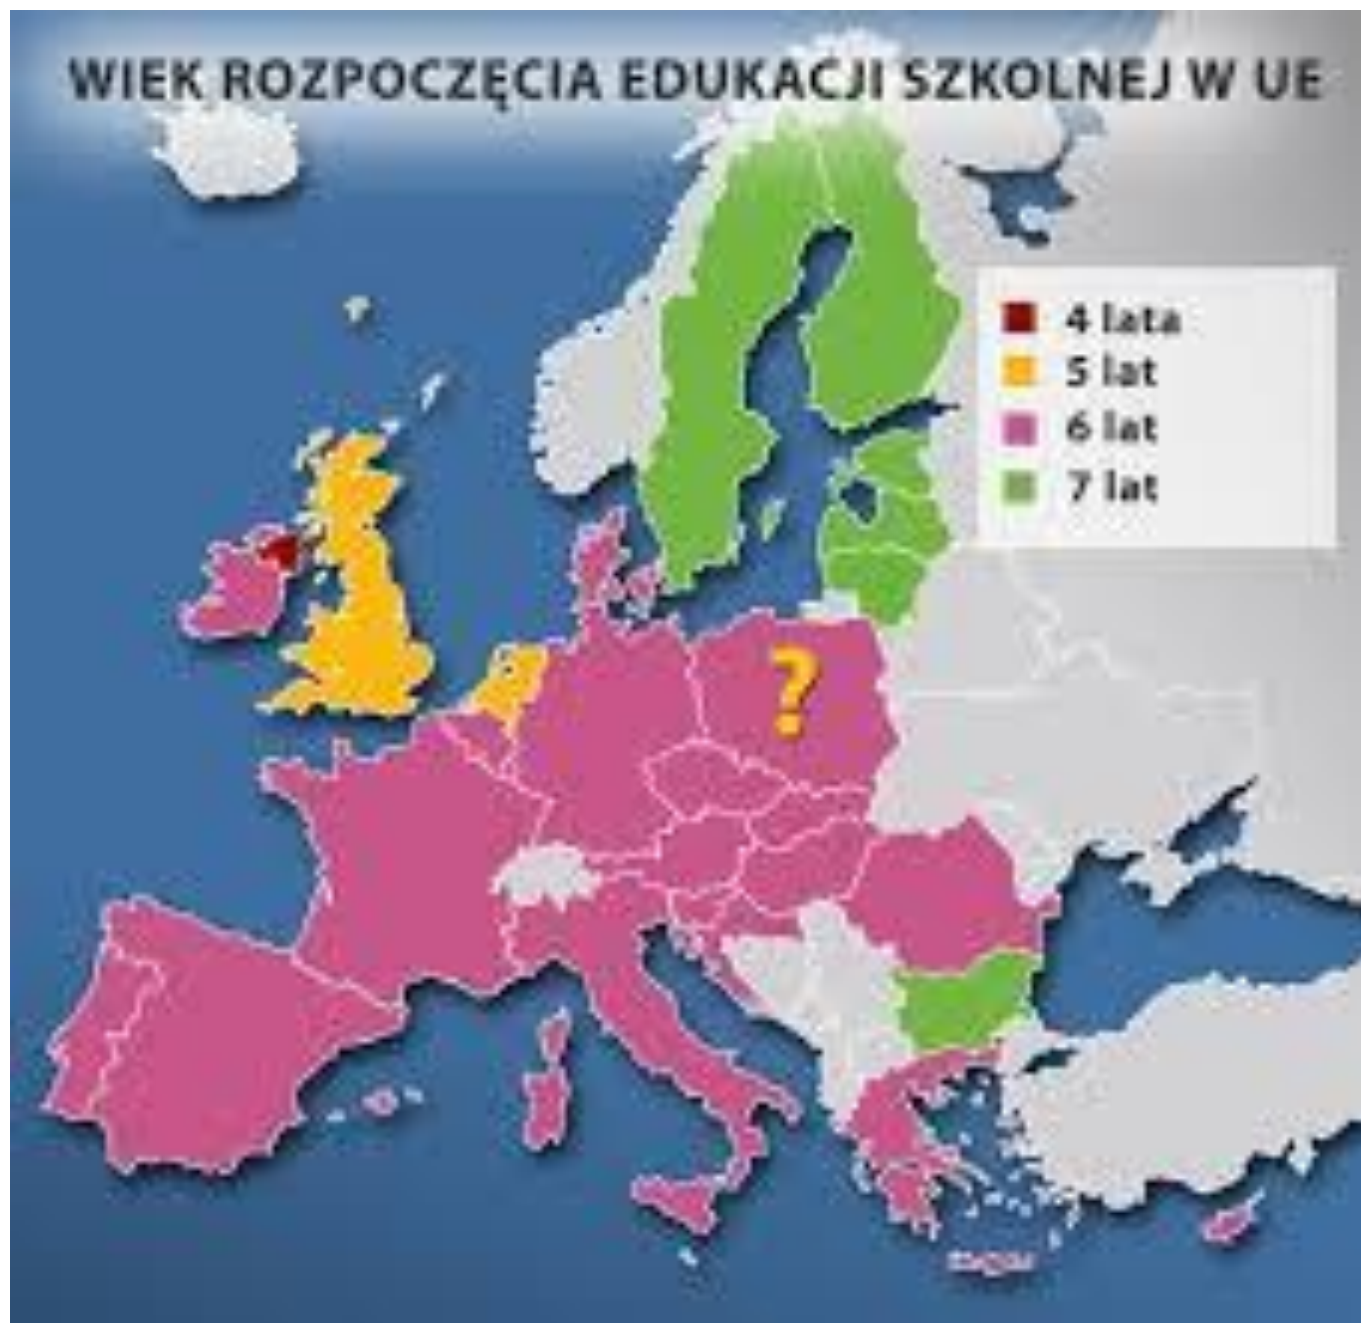 WIEK ROZPOCZĘCIA EDUKACJI SZKOLNEJ W UE
4 lata
5 lat
6 lat
7 lat
?